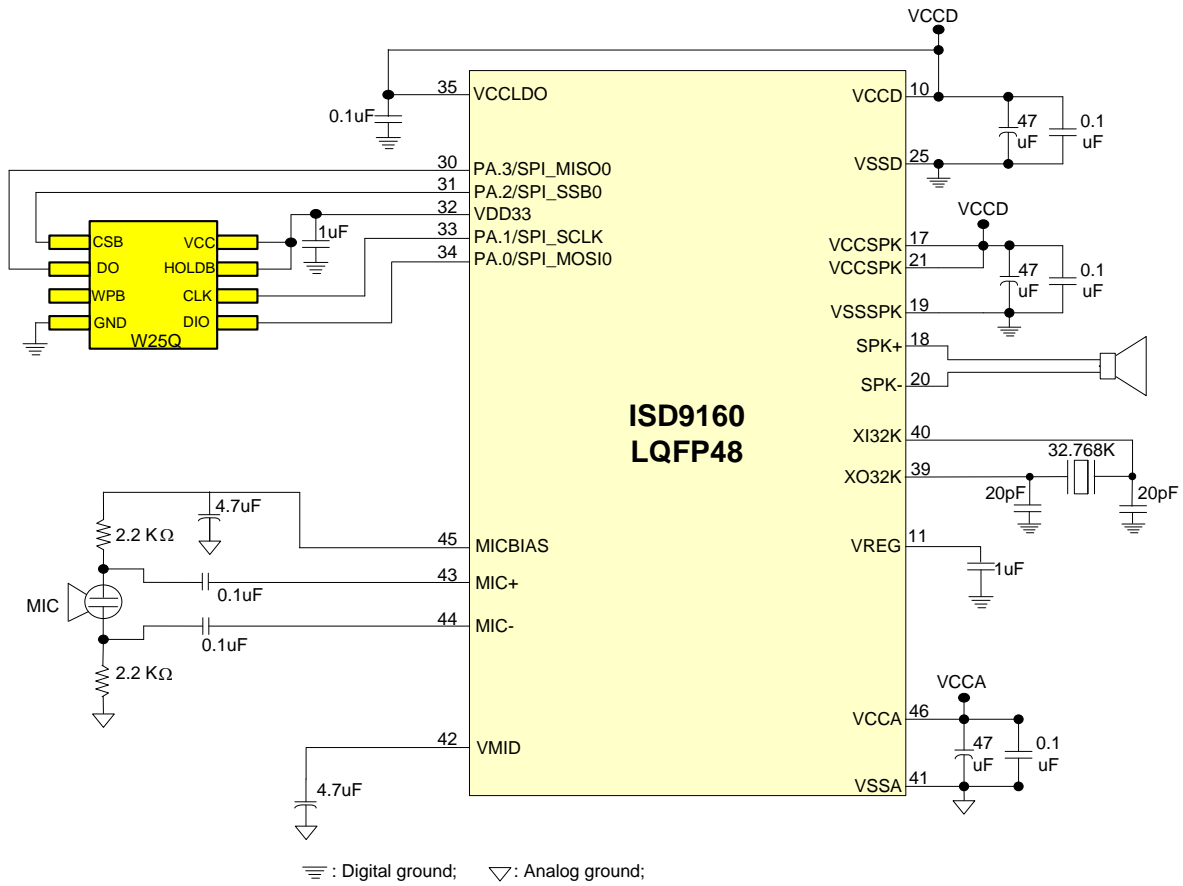 VCCD
35
VCCLDO
0.1uF
VCCD
10
47
uF
0.1
uF
VSSD
25
30
PA.3/SPI_MISO0
31
PA.2/SPI_SSB0
32
VDD33
1uF
33
PA.1/SPI_SCLK
34
PA.0/SPI_MOSI0
CSB
VCC
DO
HOLDB
WPB
CLK
GND
DIO
W25Q
VCCD
VCCSPK
17
VCCSPK
21
47
uF
0.1
uF
VSSSPK
19
SPK+
18
SPK-
20
ISD9160
LQFP48
XI32K
40
32.768K
XO32K
39
20pF
20pF
VREG
11
1uF
4.7uF
2.2 KΩ
45
MICBIAS
43
MIC+
0.1uF
MIC
44
MIC-
0.1uF
2.2 KΩ
VCCA
VCCA
46
47
uF
0.1
uF
VSSA
41
42
VMID
4.7uF
: Digital ground;
: Analog ground;